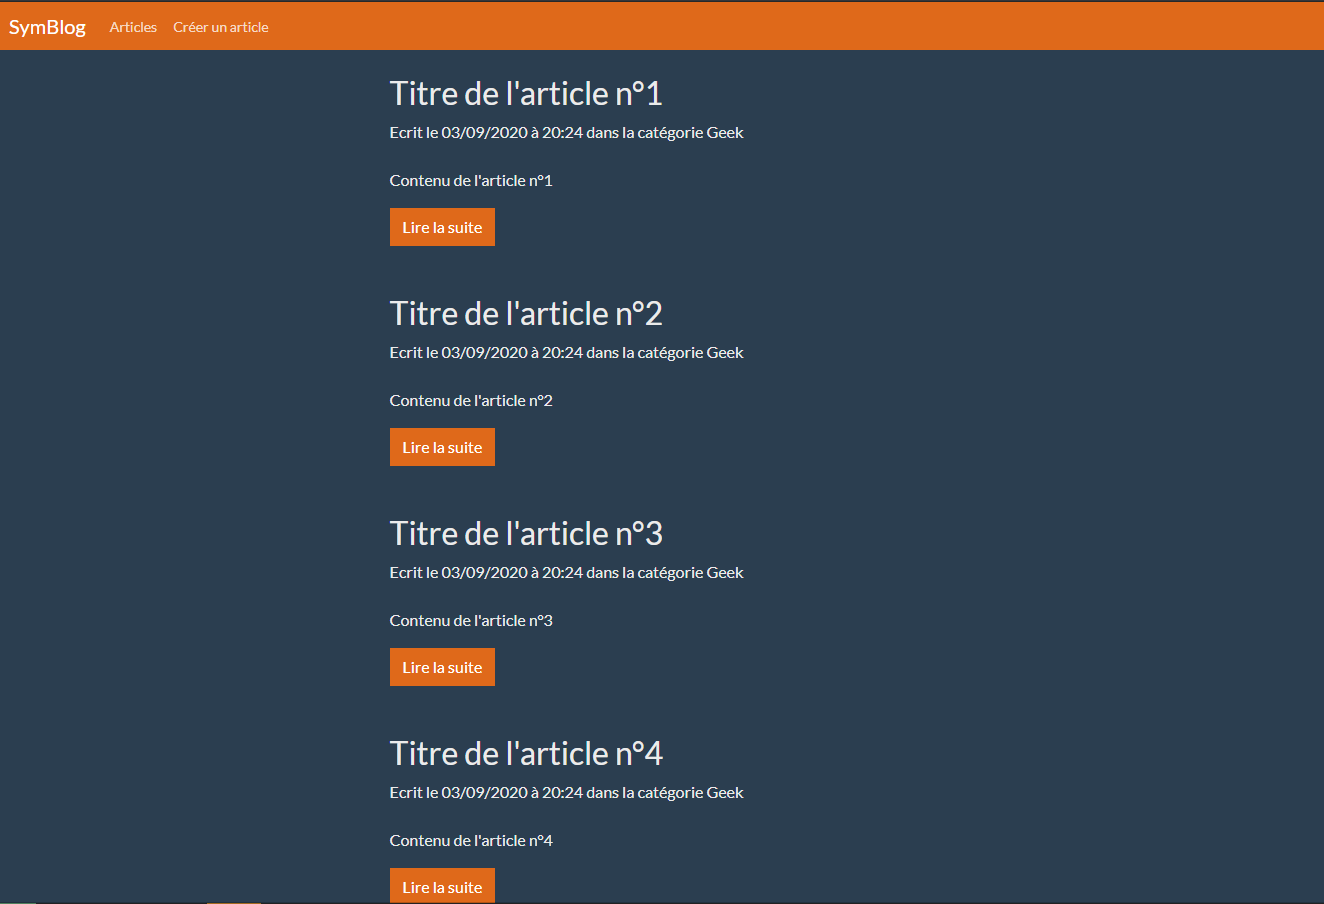 SymBlog Articles Créer un article
Titre de l'article n°1
Ecrit le 03/09/2020 à 20:24 dans la catégorie Geek
Contenu de l'article n°1
Lire la suite
Titre de l'article n°2
Ecrit le 03/09/2020 à 20:24 dans la catégorie Geek
Contenu de l'article n°2
Lire la suite
Titre de l'article n°3
Ecrit le 03/09/2020 à 20:24 dans la catégorie Geek
Contenu de l'article n°3
Lire la suite
Titre de l'article n°4
Ecrit le 03/09/2020 à 20:24 dans la catégorie Geek
Contenu de l'article n°4
Lire la suite